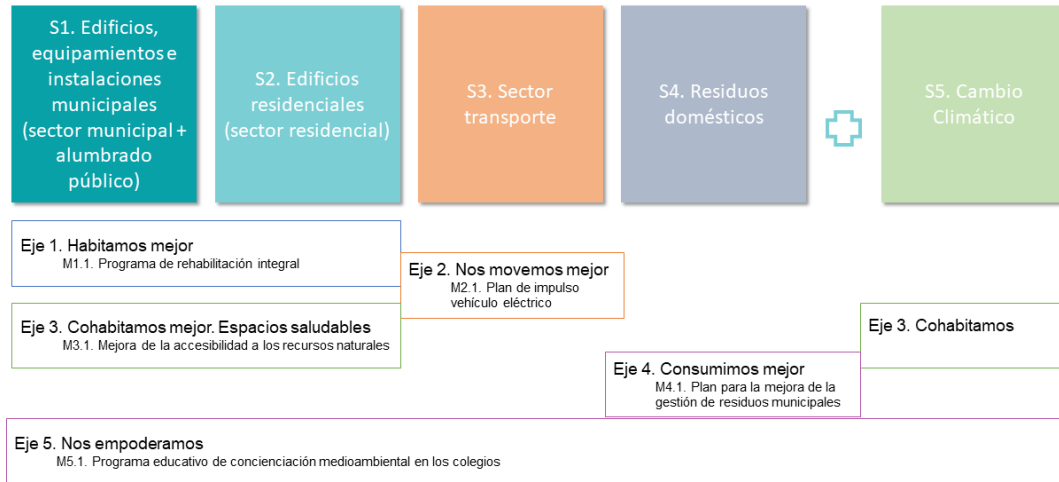 S1. Edificios,
equipamientos e
instalaciones
municipales
(sector municipal +
alumbrado
público)
S2. Edificios
residenciales
(sector residencial)
S3. Sector
transporte
S4. Residuos
domésticos
S5. Cambio
Climático
Eje 1. Habitamos mejor
M1.1. Programa de rehabilitación integral
Eje 2. Nos movemos mejor
M2.1. Plan de impulso
vehículo eléctrico
Eje 3. Cohabitamos mejor. Espacios saludables
M3.1. Mejora de la accesibilidad a los recursos naturales
Eje 3. Cohabitamos
Eje 4. Consumimos mejor
M4.1. Plan para la mejora de la
gestión de residuos municipales
Eje 5. Nos empoderamos
M5.1. Programa educativo de concienciación medioambiental en los colegios